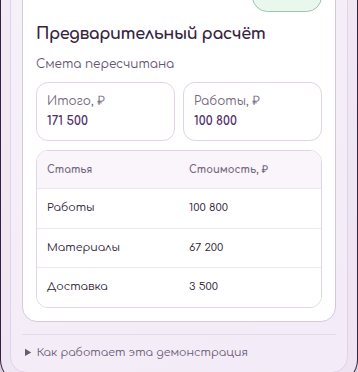 Предварительный расчёт
Смета пересчитана
Итого, ₽ Работы, ₽
171 500 100 800
Статья Стоимость, ₽
Работы 100 800
Материалы 67 200
Доставка 3 500
▶ Как работает эта демонстрация